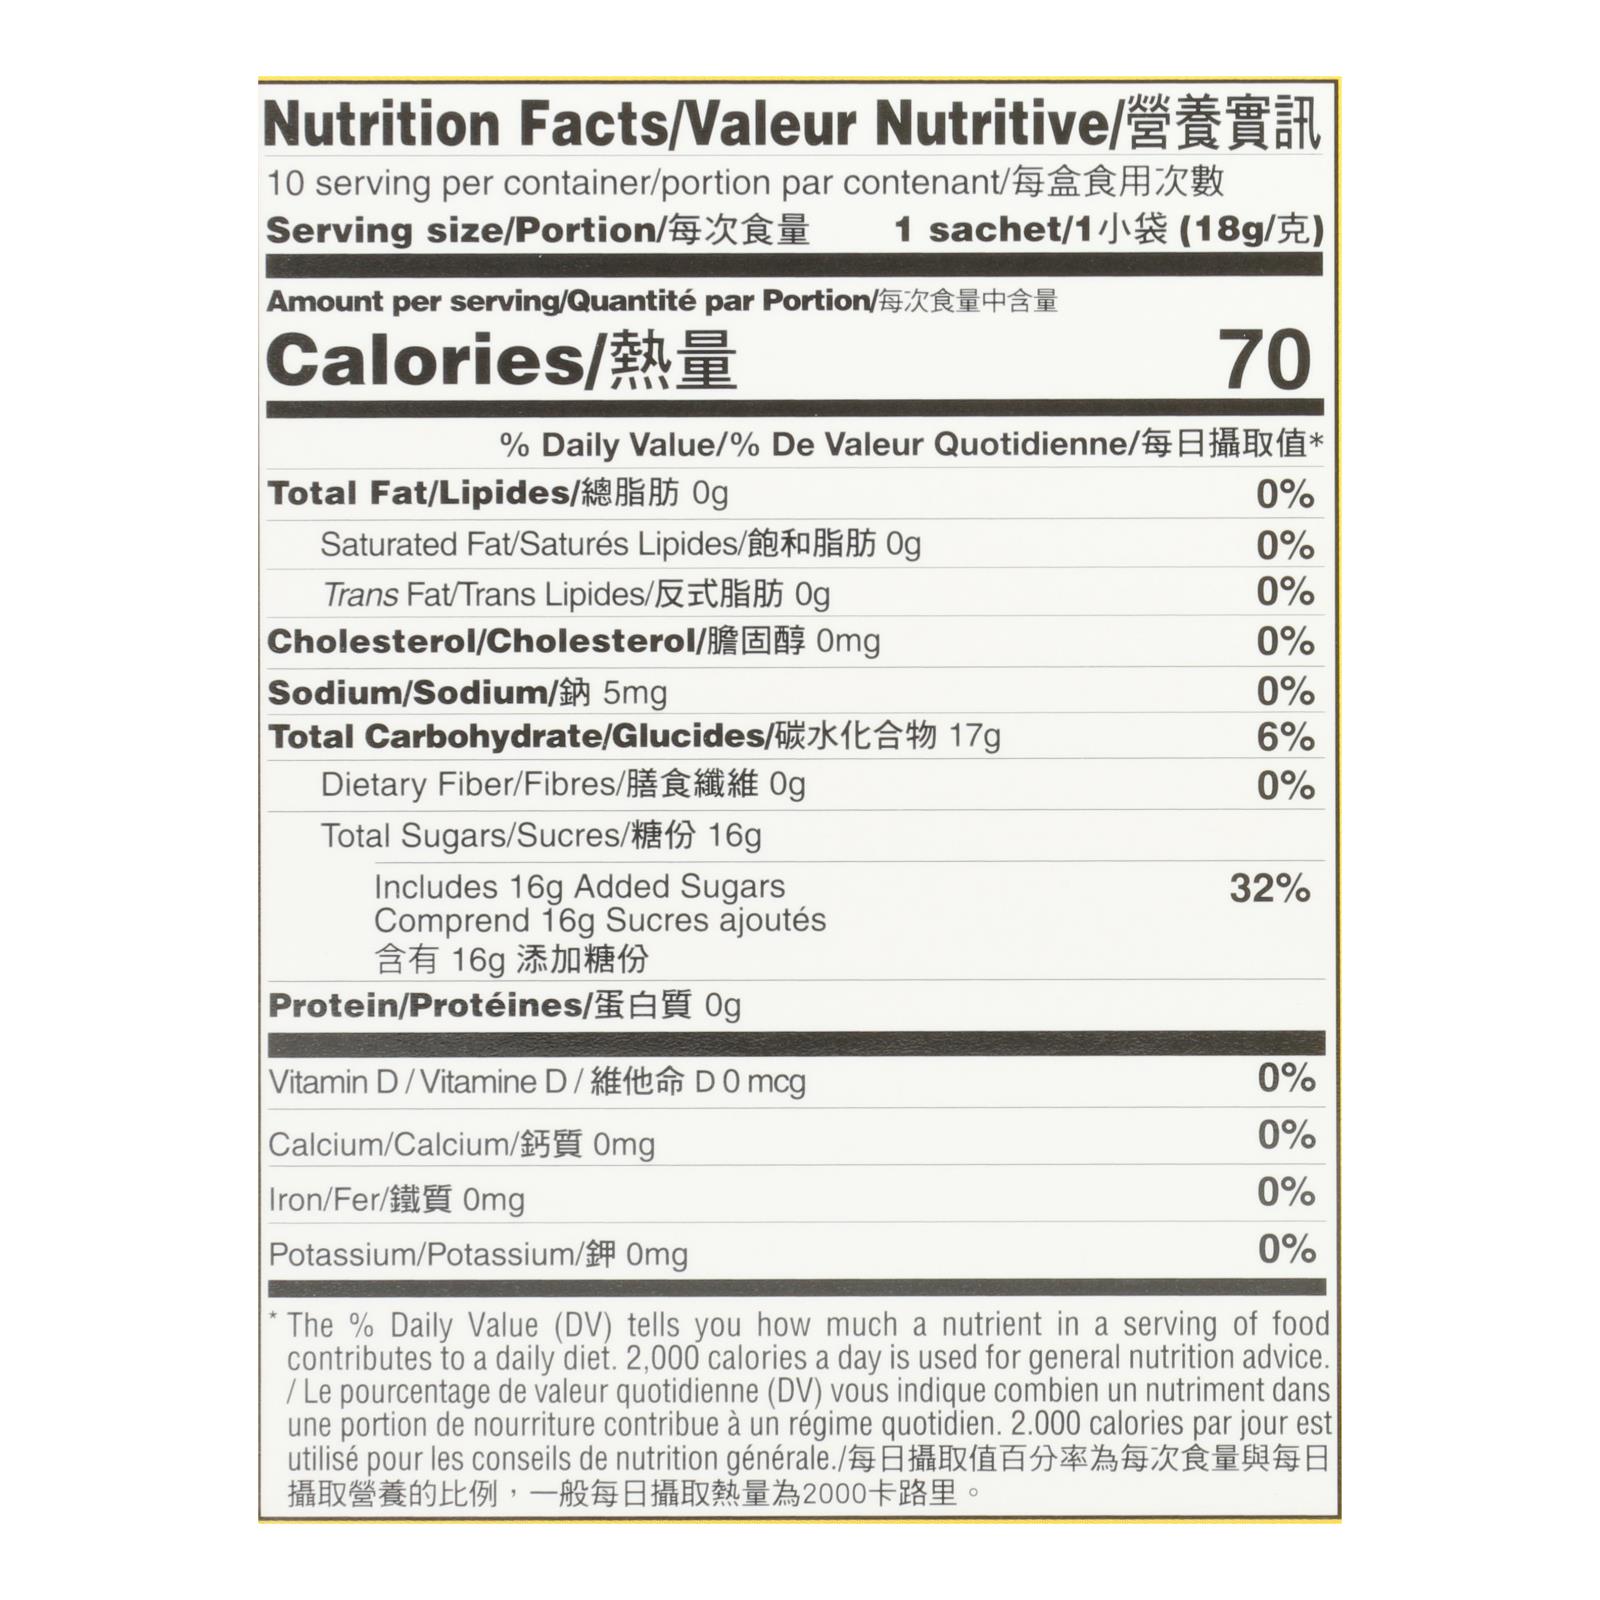 Nutrition Facts/Valeur Nutritive/營養實訊
10 serving per container/portion par contenant/每盒食用次數
Serving size/Portion/每次食量 1 sachet/1小袋 (18g/克)
Amount per serving/Quantité par Portion/每次食量中含量
Calories/熱量 70
% Daily Value/% De Valeur Quotidienne/每日攝取值*
Total Fat/Lipides/總脂肪 0g 0%
Saturated Fat/Saturés Lipides/飽和脂肪 0g 0%
Trans Fat/Trans Lipides/反式脂肪 0g 0%
Cholesterol/Cholesterol/膽固醇 0mg 0%
Sodium/Sodium/鈉 5mg 0%
Total Carbohydrate/Glucides/碳水化合物 17g 6%
Dietary Fiber/Fibres/膳食纖維 0g 0%
Total Sugars/Sucres/糖份 16g
Includes 16g Added Sugars 32%
Comprend 16g Sucres ajoutés
含有 16g 添加糖份
Protein/Protéines/蛋白質 0g
Vitamin D / Vitamine D / 維他命 D 0 mcg 0%
Calcium/Calcium/鈣質 0mg 0%
Iron/Fer/鐵質 0mg 0%
Potassium/Potassium/鉀 0mg 0%
* The % Daily Value (DV) tells you how much a nutrient in a serving of food
contributes to a daily diet. 2,000 calories a day is used for general nutrition advice.
/ Le pourcentage de valeur quotidienne (DV) vous indique combien un nutriment dans
une portion de nourriture contribue à un régime quotidien. 2.000 calories par jour est
utilisé pour les conseils de nutrition générale./每日攝取值百分率為每次食量與每日
攝取營養的比例，一般每日攝取熱量為2000卡路里。